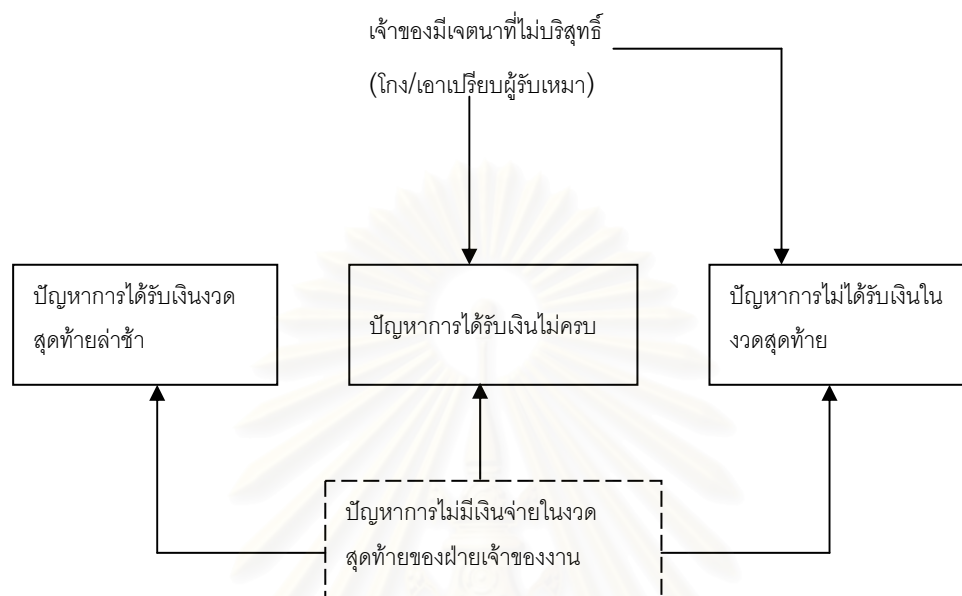 เจ้าของมีเจตนาที่ไม่บริสุทธิ์
(โกง/เอาเปรียบผู้รับเหมา)
ปัญหาการได้รับเงินงวด
สุดท้ายล่าช้า
ปัญหาการได้รับเงินไม่ครบ
ปัญหาการไม่ได้รับเงินใน
งวดสุดท้าย
ปัญหาการไม่มีเงินจ่ายในงวด
สุดท้ายของฝ่ายเจ้าของงาน